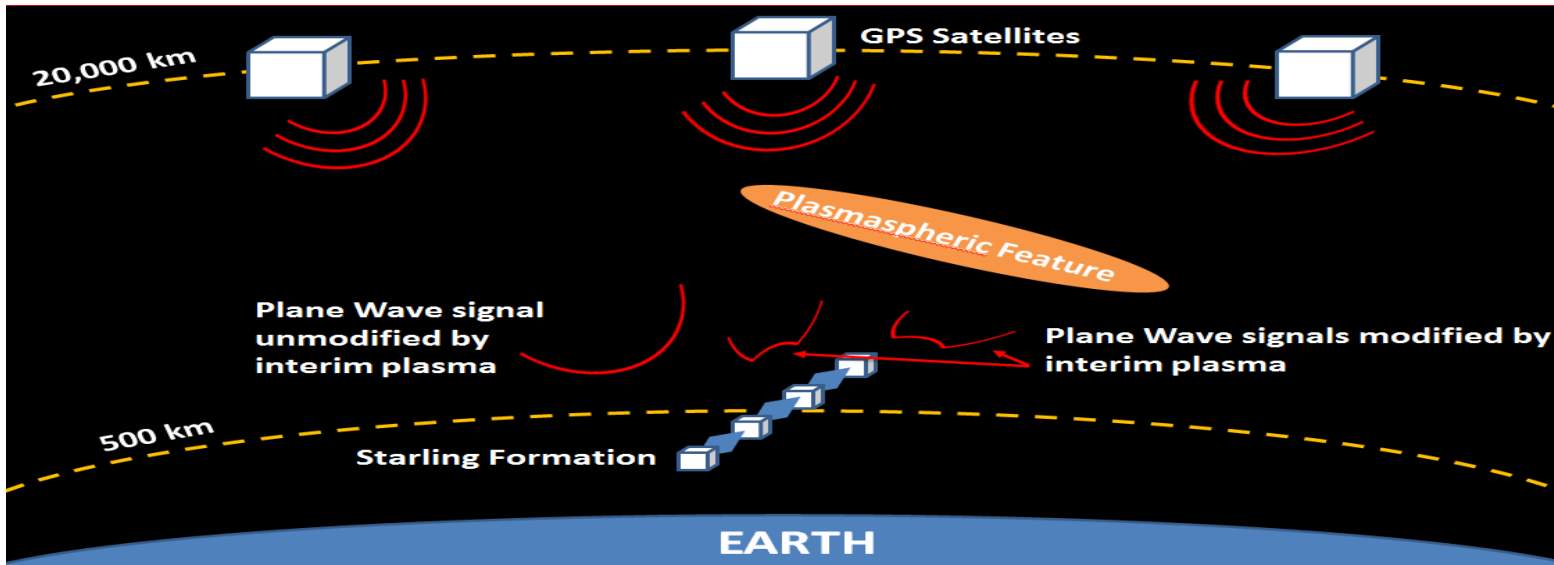 GPS Satellites
20,000 km
Plasmaspheric Feature
Plane Wave signal
unmodified by
interim plasma
Plane Wave signals modified by
interim plasma
500 km
Starling Formation
EARTH